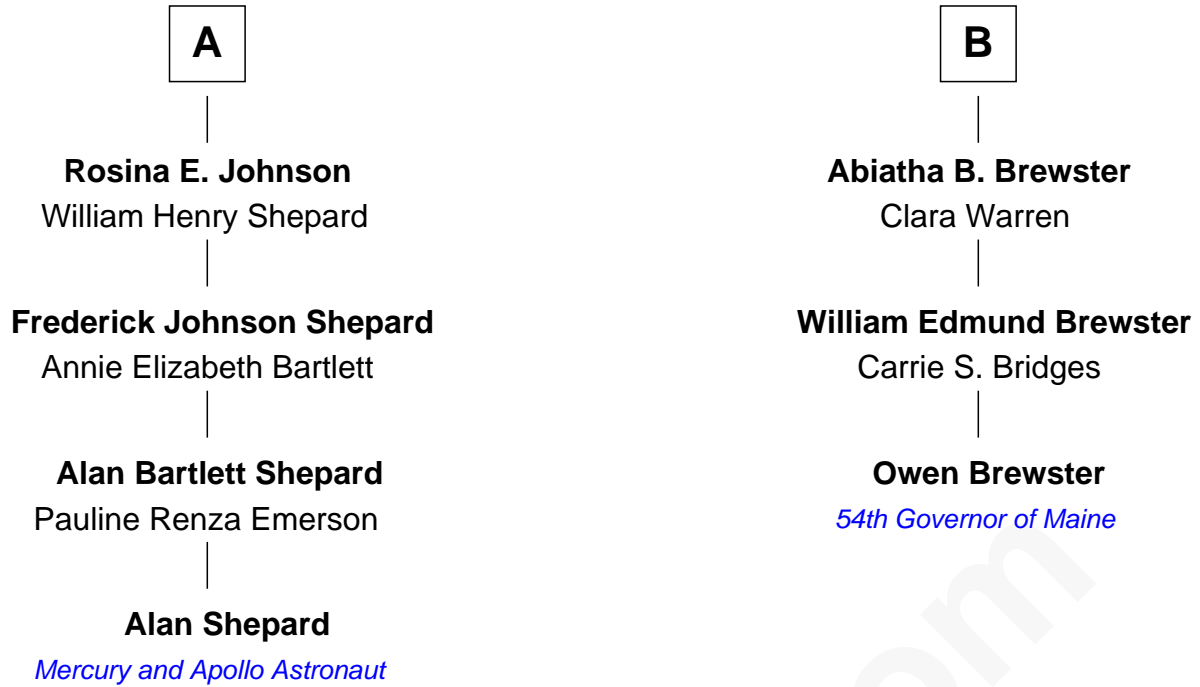 A
Rosina E. Johnson
William Henry Shepard
Frederick Johnson Shepard
Annie Elizabeth Bartlett
Alan Bartlett Shepard
Pauline Renza Emerson
Alan Shepard
Mercury and Apollo Astronaut
B
Abiatha B. Brewster
Clara Warren
William Edmund Brewster
Carrie S. Bridges
Owen Brewster
54th Governor of Maine
om